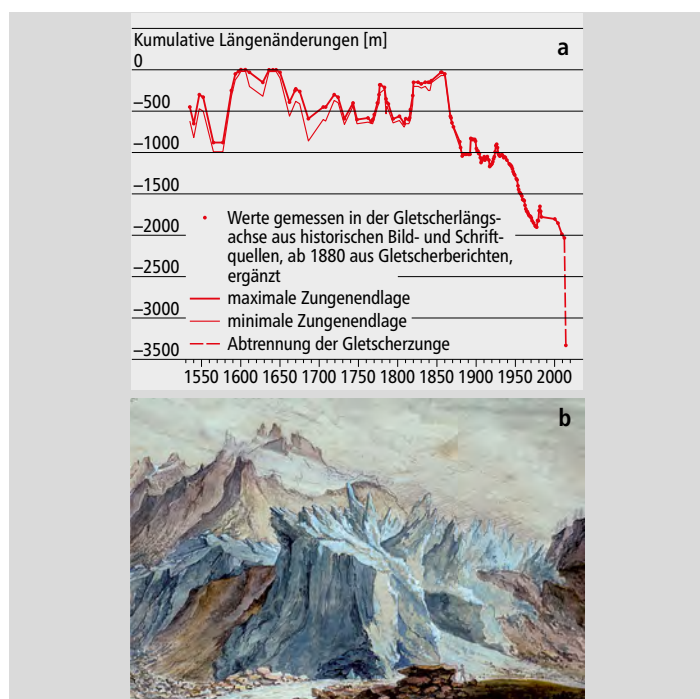 Kumulative Längenänderungen [m]
a
0
–500
–1000
–1500
–2000
–2500
–3000
–3500
Werte gemessen in der Gletscherlängs-
achse aus historischen Bild- und Schrift-
quellen, ab 1880 aus Gletscherberichten,
ergänzt
maximale Zungenendlage
minimale Zungenendlage
Abtrennung der Gletscherzunge
1550 1600 1650 1700 1750 1800 1850 1900 1950 2000
b